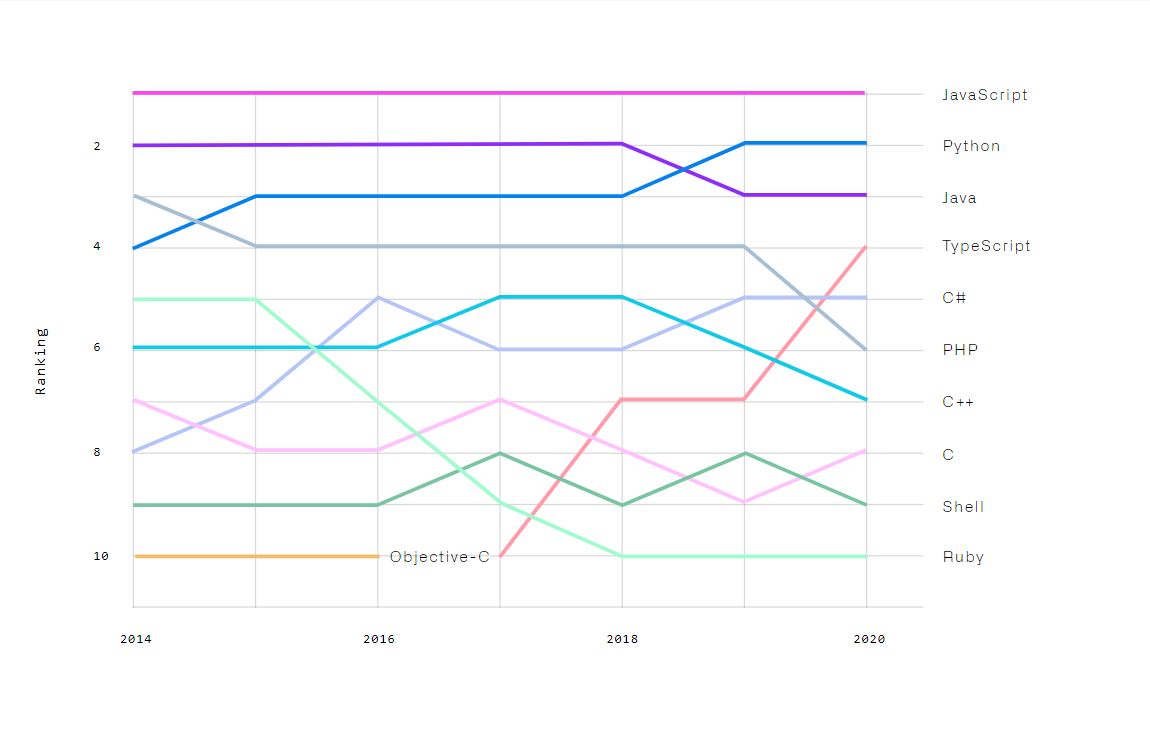 JavaScript
2
Python
Java
4
TypeScript
C#
Ranking
6
PHP
C++
8
C
Shell
10
Objective-C
Ruby
2014
2016
2018
2020